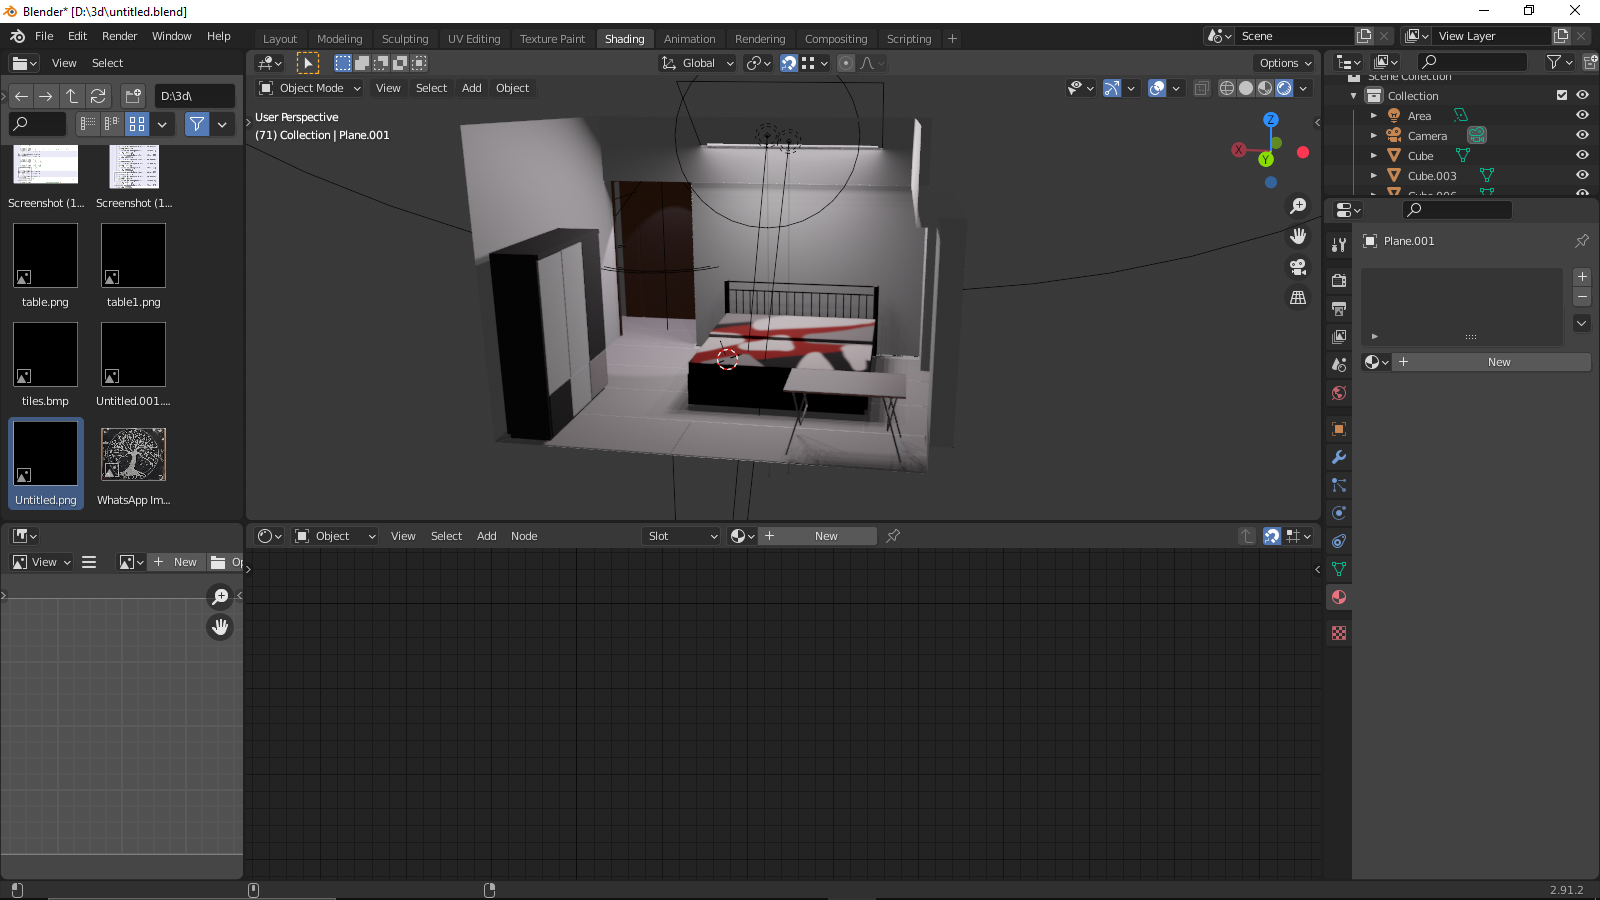 Blender* [D:\3d\untitled.blend]
File Edit Render Window Help
Layout Modeling Sculpting UV Editing Texture Paint Shading Animation Rendering Compositing Scripting +
Scene
View Layer
View Select
Global
Options
D:\3d\
Object Mode View Select Add Object
User Perspective
(71) Collection | Plane.001
Z
X
Y
Screenshot (1...
Screenshot (1...
table.png
table1.png
tiles.bmp
Untitled.001....
Untitled.png
WhatsApp Im...
Scene Collection
Collection
Area
Camera
Cube
Cube.003
Cube.006
Plane.001
New
View
New
Op
Object View Select Add Node
Slot
New
2.91.2